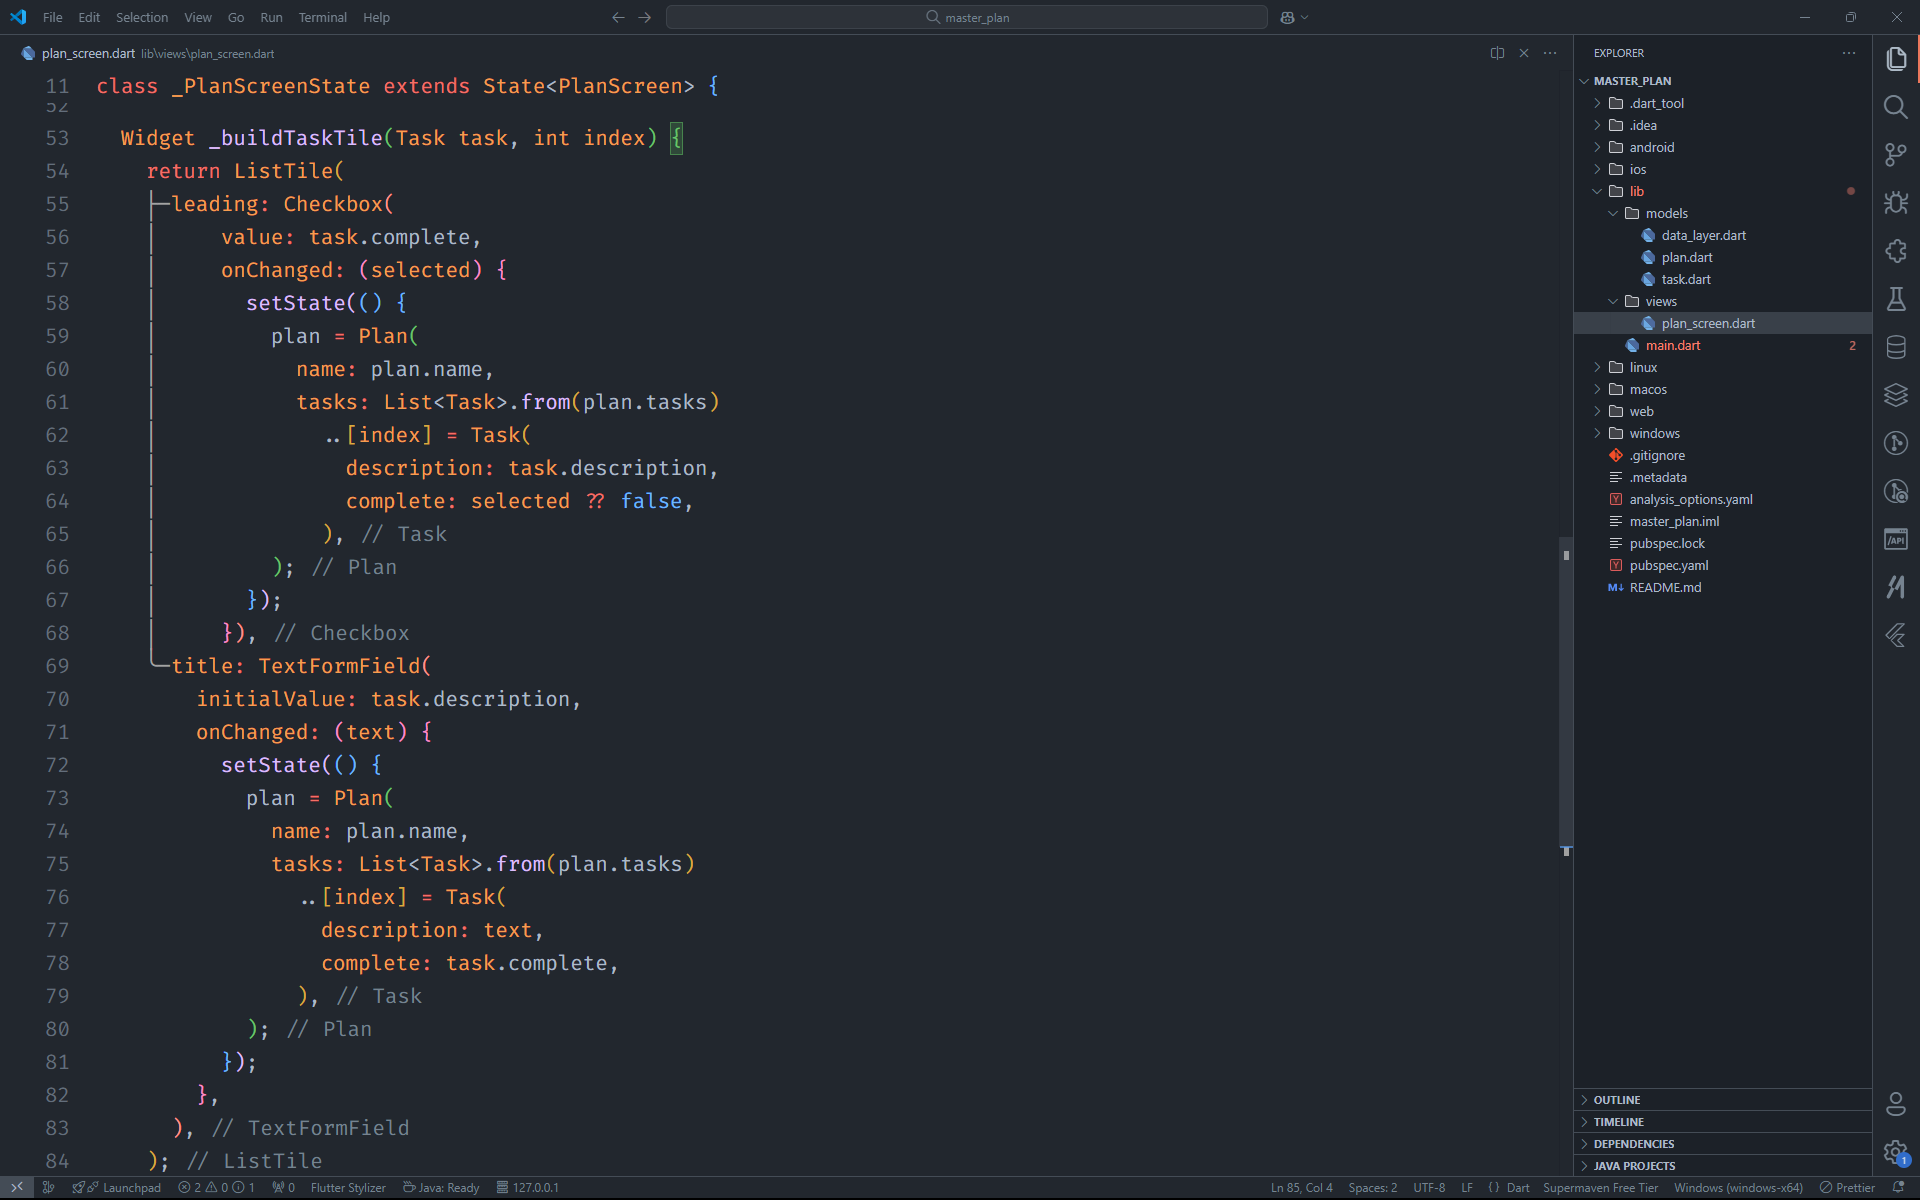 File Edit Selection View Go Run Terminal Help
master_plan
plan_screen.dart lib\views\plan_screen.dart
11 class _PlanScreenState extends State<PlanScreen> {
52
53 Widget _buildTaskTile(Task task, int index) {
54 return ListTile(
55 leading: Checkbox(
56 value: task.complete,
57 onChanged: (selected) {
58 setState(() {
59 plan = Plan(
60 name: plan.name,
61 tasks: List<Task>.from(plan.tasks)
62 ..[index] = Task(
63 description: task.description,
64 complete: selected ?? false,
65 ), // Task
66 ); // Plan
67 });
68 }), // Checkbox
69 title: TextFormField(
70 initialValue: task.description,
71 onChanged: (text) {
72 setState(() {
73 plan = Plan(
74 name: plan.name,
75 tasks: List<Task>.from(plan.tasks)
76 ..[index] = Task(
77 description: text,
78 complete: task.complete,
79 ), // Task
80 ); // Plan
81 });
82 },
83 ), // TextFormField
84 ); // ListTile
EXPLORER
MASTER_PLAN
.dart_tool
.idea
android
ios
lib
models
data_layer.dart
plan.dart
task.dart
views
plan_screen.dart
main.dart 2
linux
macos
web
windows
.gitignore
.metadata
analysis_options.yaml
master_plan.iml
pubspec.lock
pubspec.yaml
README.md
OUTLINE
TIMELINE
DEPENDENCIES
JAVA PROJECTS
/API
1
Launchpad 2 0 1 0 Flutter Stylizer Java: Ready 127.0.0.1
Ln 85, Col 4 Spaces: 2 UTF-8 LF {} Dart Supermaven Free Tier Windows (windows-x64) Prettier